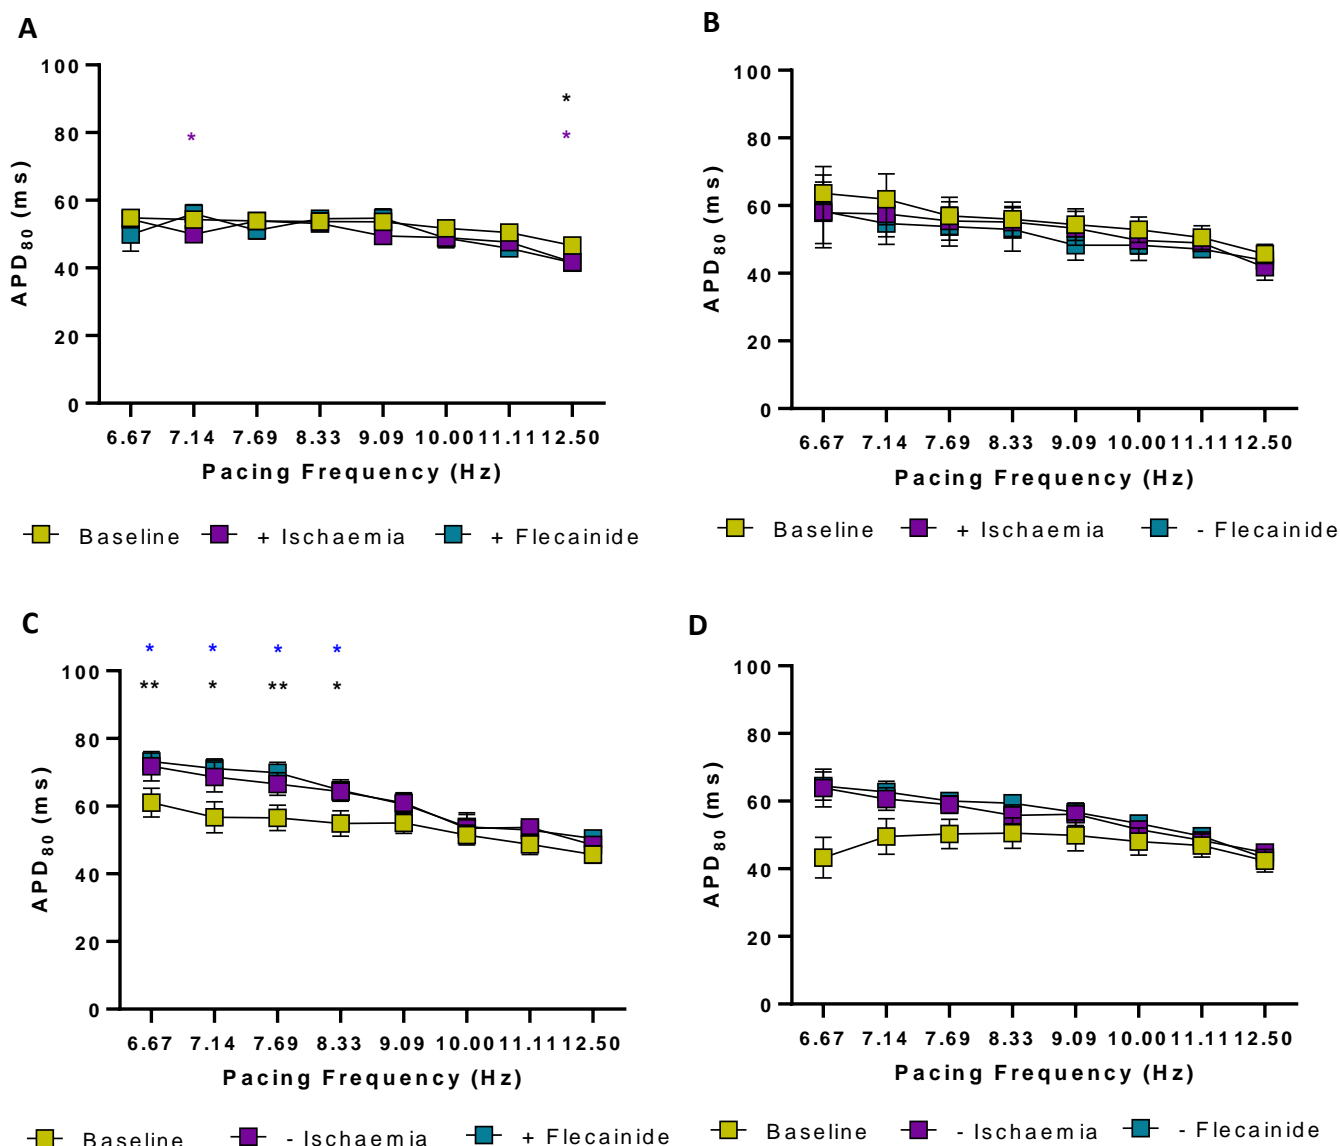 A
100
80
60
40
20
0
APD80 (ms)
*
*
*
6.67 7.14 7.69 8.33 9.09 10.00 11.11 12.50
Pacing Frequency (Hz)
Baseline + Ischaemia + Flecainide
B
100
80
60
40
20
0
APD80 (ms)
6.67 7.14 7.69 8.33 9.09 10.00 11.11 12.50
Pacing Frequency (Hz)
Baseline + Ischaemia - Flecainide
C
* * * *
** * ** *
100
80
60
40
20
0
APD80 (ms)
6.67 7.14 7.69 8.33 9.09 10.00 11.11 12.50
Pacing Frequency (Hz)
Baseline - Ischaemia + Flecainide
D
100
80
60
40
20
0
APD80 (ms)
6.67 7.14 7.69 8.33 9.09 10.00 11.11 12.50
Pacing Frequency (Hz)
Baseline - Ischaemia - Flecainide